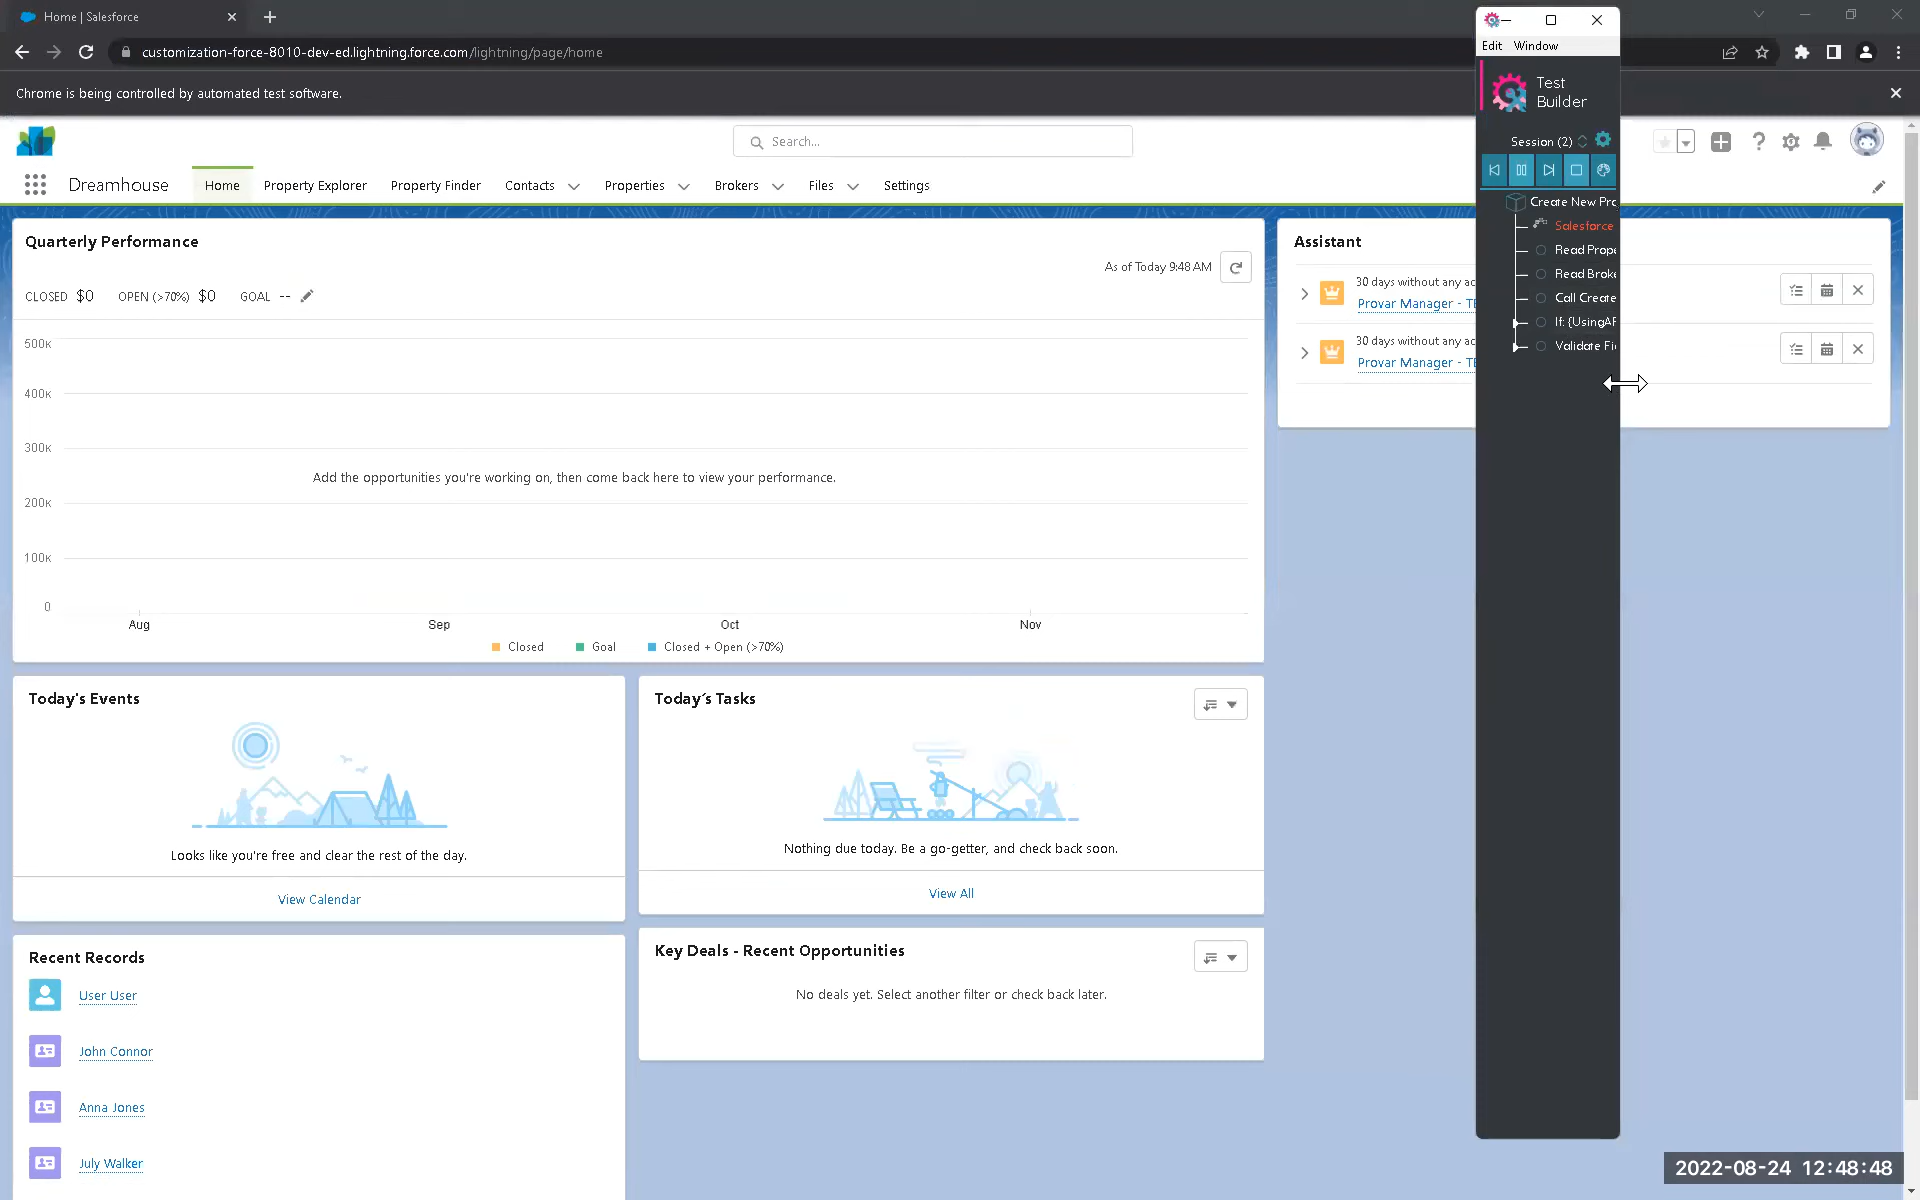 Home | Salesforce
customization-force-8010-dev-ed.lightning.force.com/lightning/page/home
Chrome is being controlled by automated test software.
Search...
Dreamhouse
Home
Property Explorer
Property Finder
Contacts
Properties
Brokers
Files
Settings
Quarterly Performance
As of Today 9:48 AM
CLOSED $0 OPEN (>70%) $0 GOAL --
500K
400K
300K
200K
100K
0
Add the opportunities you're working on, then come back here to view your performance.
Aug Sep Oct Nov
Closed Goal Closed + Open (>70%)
Assistant
30 days without any ac
Provar Manager - TE
30 days without any ac
Provar Manager - TE
Edit Window
Test
Builder
Session (2)
Create New Pro
Salesforce
Read Prope
Read Broke
Call Create
If: {UsingAP
Validate Fi
Today's Events
Looks like you're free and clear the rest of the day.
View Calendar
Today's Tasks
Nothing due today. Be a go-getter, and check back soon.
View All
Recent Records
User User
John Connor
Anna Jones
July Walker
Key Deals - Recent Opportunities
No deals yet. Select another filter or check back later.
2022-08-24 12:48:48